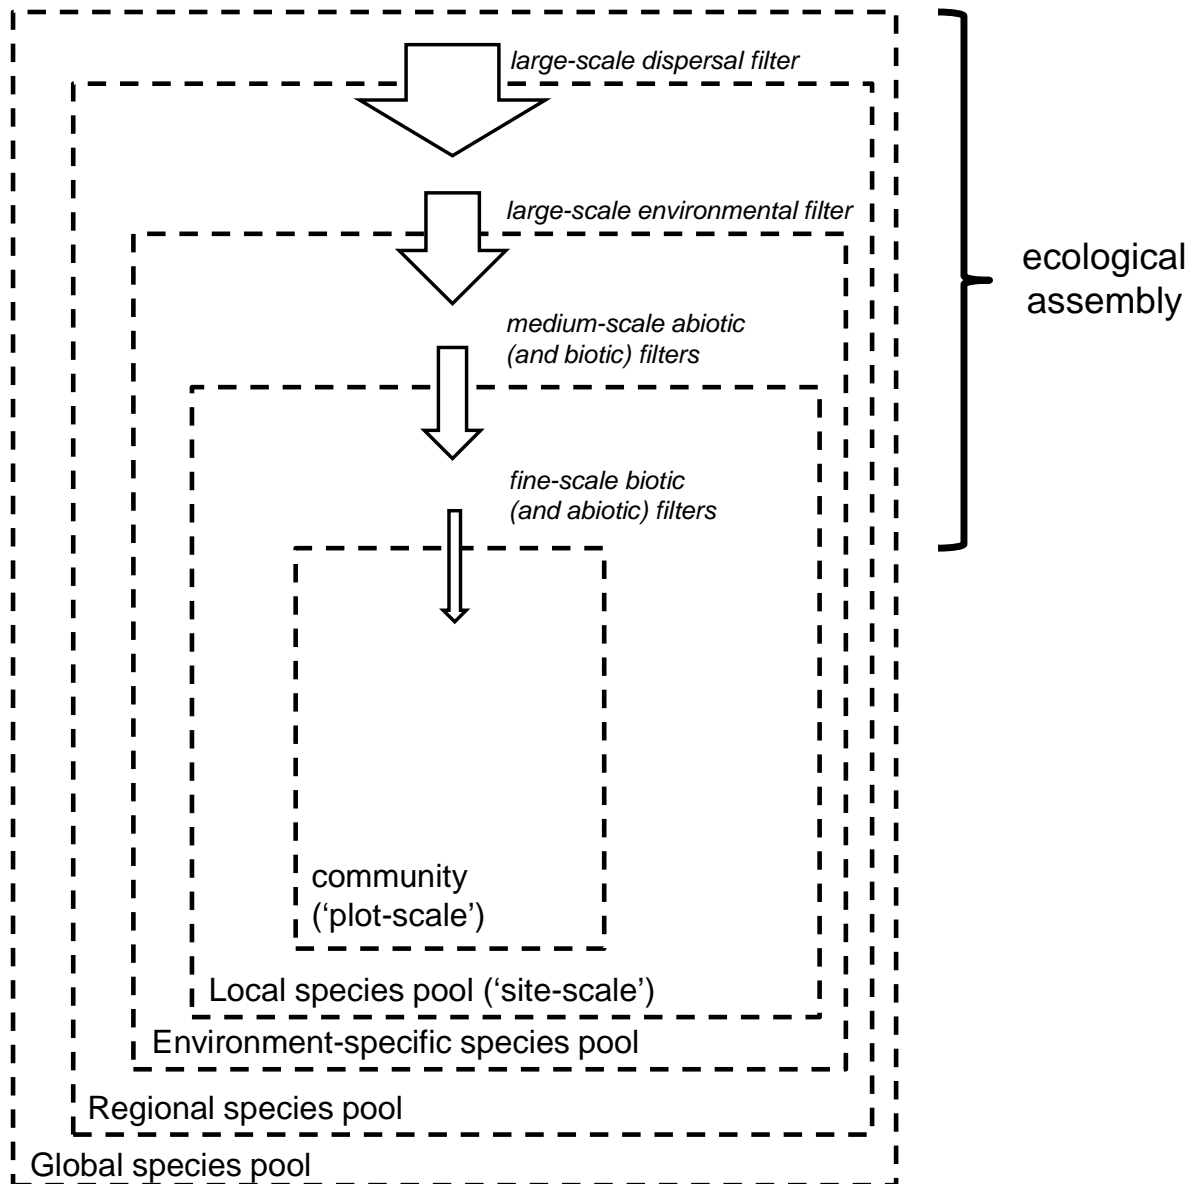 large-scale dispersal filter
large-scale environmental filter
ecological
assembly
medium-scale abiotic
(and biotic) filters
fine-scale biotic
(and abiotic) filters
community
(‘plot-scale’)
Local species pool (‘site-scale’)
Environment-specific species pool
Regional species pool
Global species pool